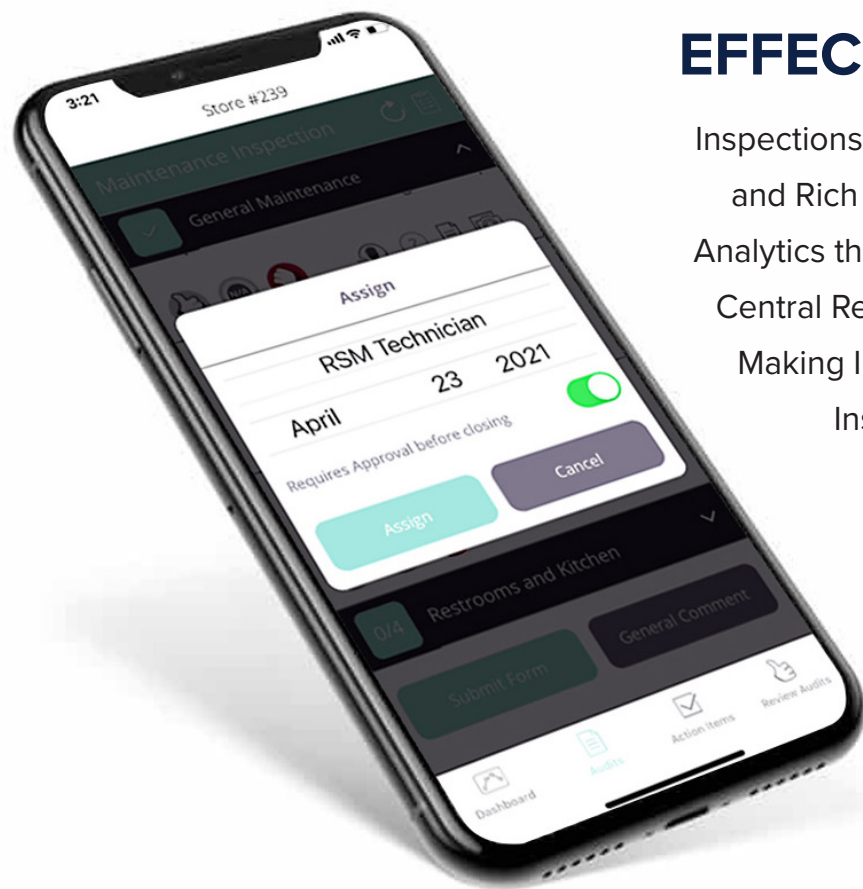 3:21
Store #239
Maintenance Inspection
General Maintenance
N/A
?
Assign
RSM Technician
April 23 2021
Requires Approval before closing
Assign Cancel
0/4 Restrooms and Kitchen
Submit Form General Comment
Dashboard Audits Action Items Review Audits
EFFEC
Inspections
and Rich
Analytics th
Central Re
Making I
Ins